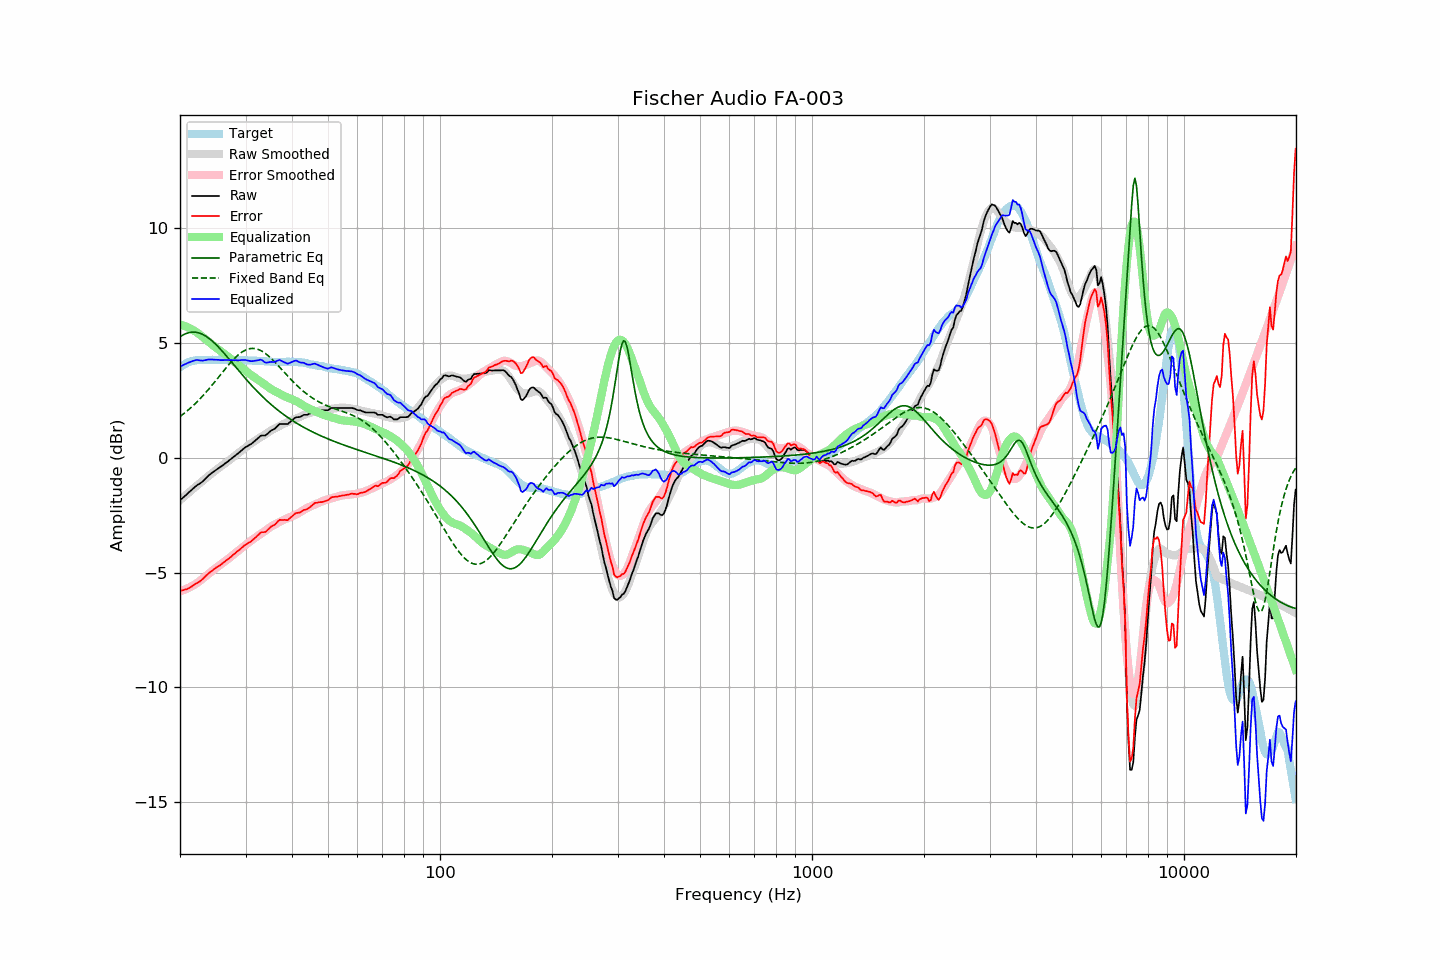 Fischer Audio FA-003
Target
Raw Smoothed
Error Smoothed
Raw
Error
Equalization
Parametric Eq
Fixed Band Eq
Equalized
10
5
0
−5
−10
−15
Amplitude (dBr)
100
1000
10000
Frequency (Hz)